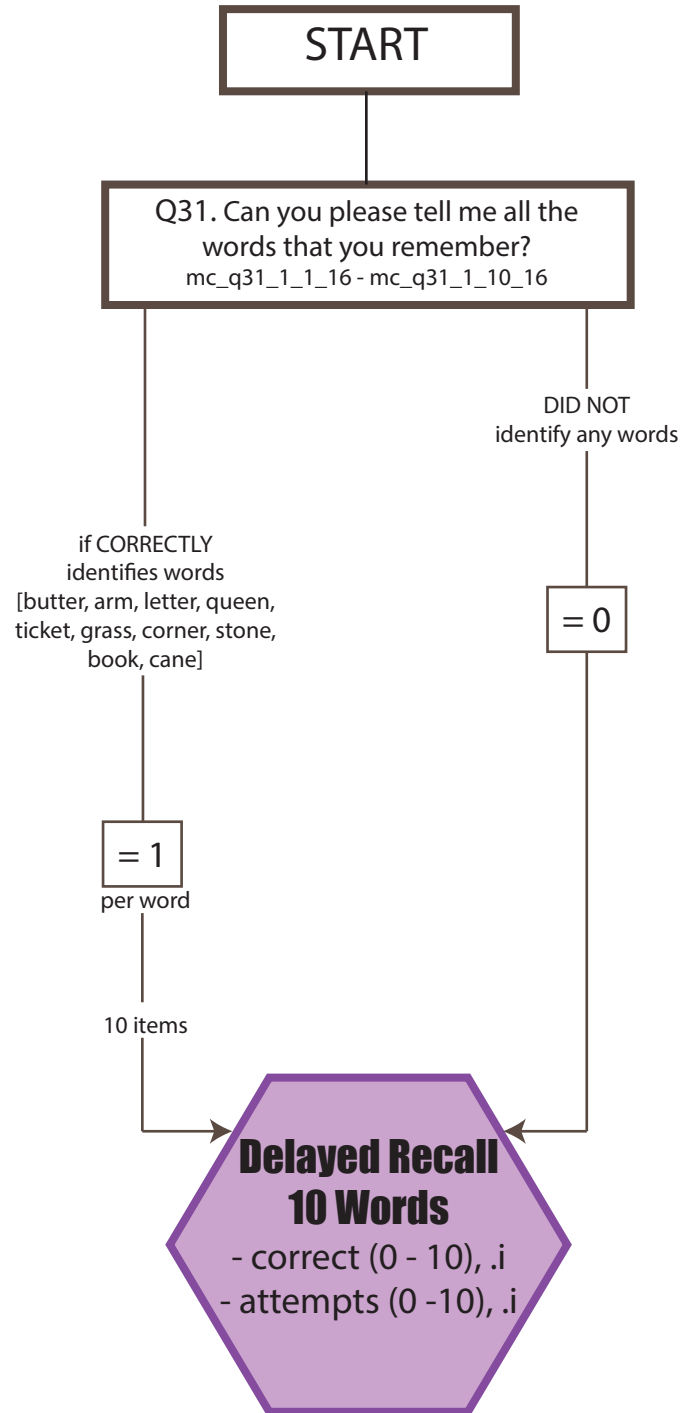 START
Q31. Can you please tell me all the
words that you remember?
mc_q31_1_1_16 - mc_q31_1_10_16
DID NOT
identify any words
if CORRECTLY
identifies words
[butter, arm, letter, queen,
ticket, grass, corner, stone,
book, cane]
= 0
= 1
per word
10 items
Delayed Recall
10 Words
- correct (0 - 10), .i
- attempts (0 -10), .i